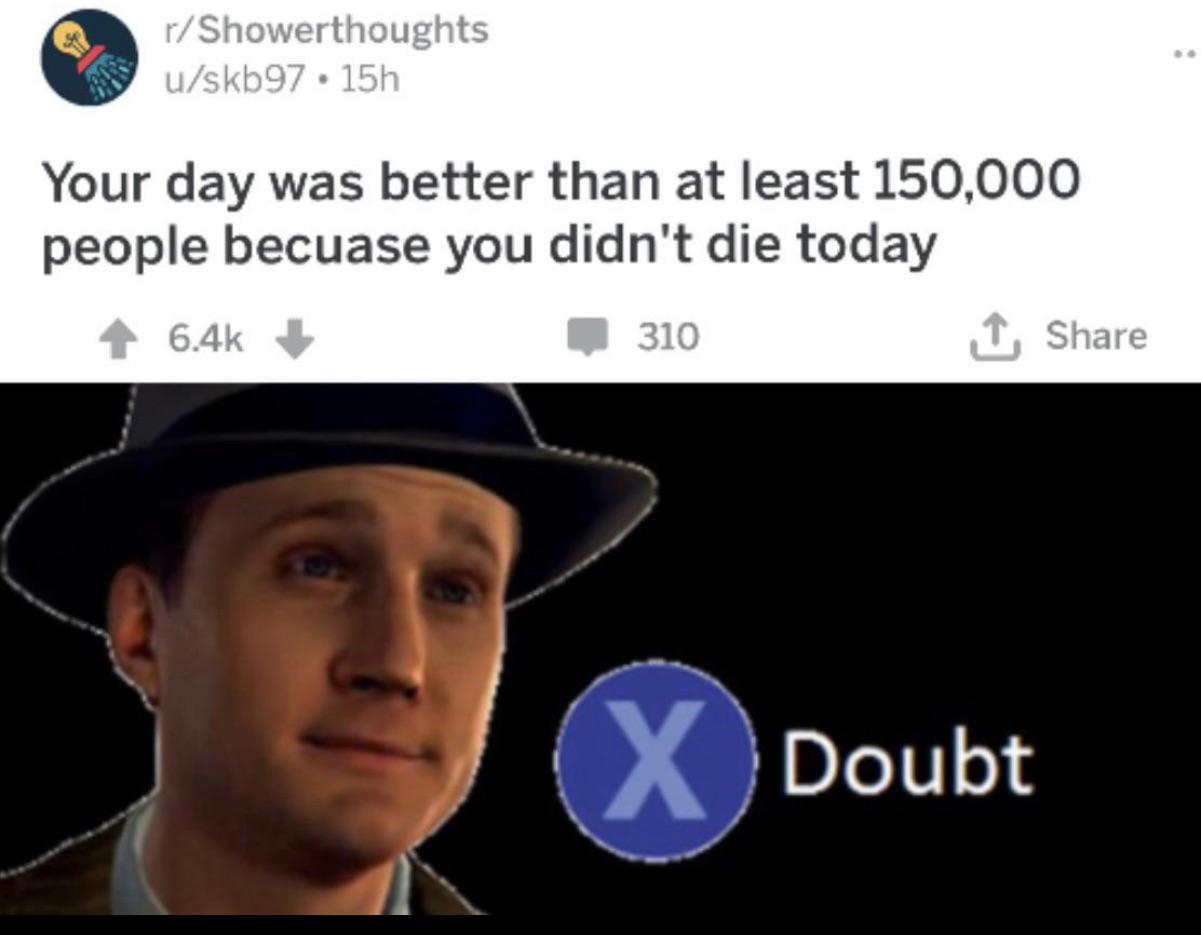 r/Showerthoughts
u/skb97 • 15h
Your day was better than at least 150,000
people becuase you didn't die today
6.4k 310 Share
X Doubt